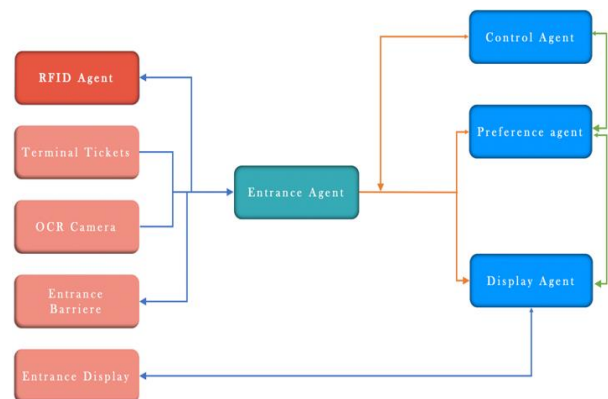 Control Agent
RFID Agent
Preference agent
Terminal Tickets
Entrance Agent
OCR Camera
Display Agent
Entrance
Barriere
Entrance Display